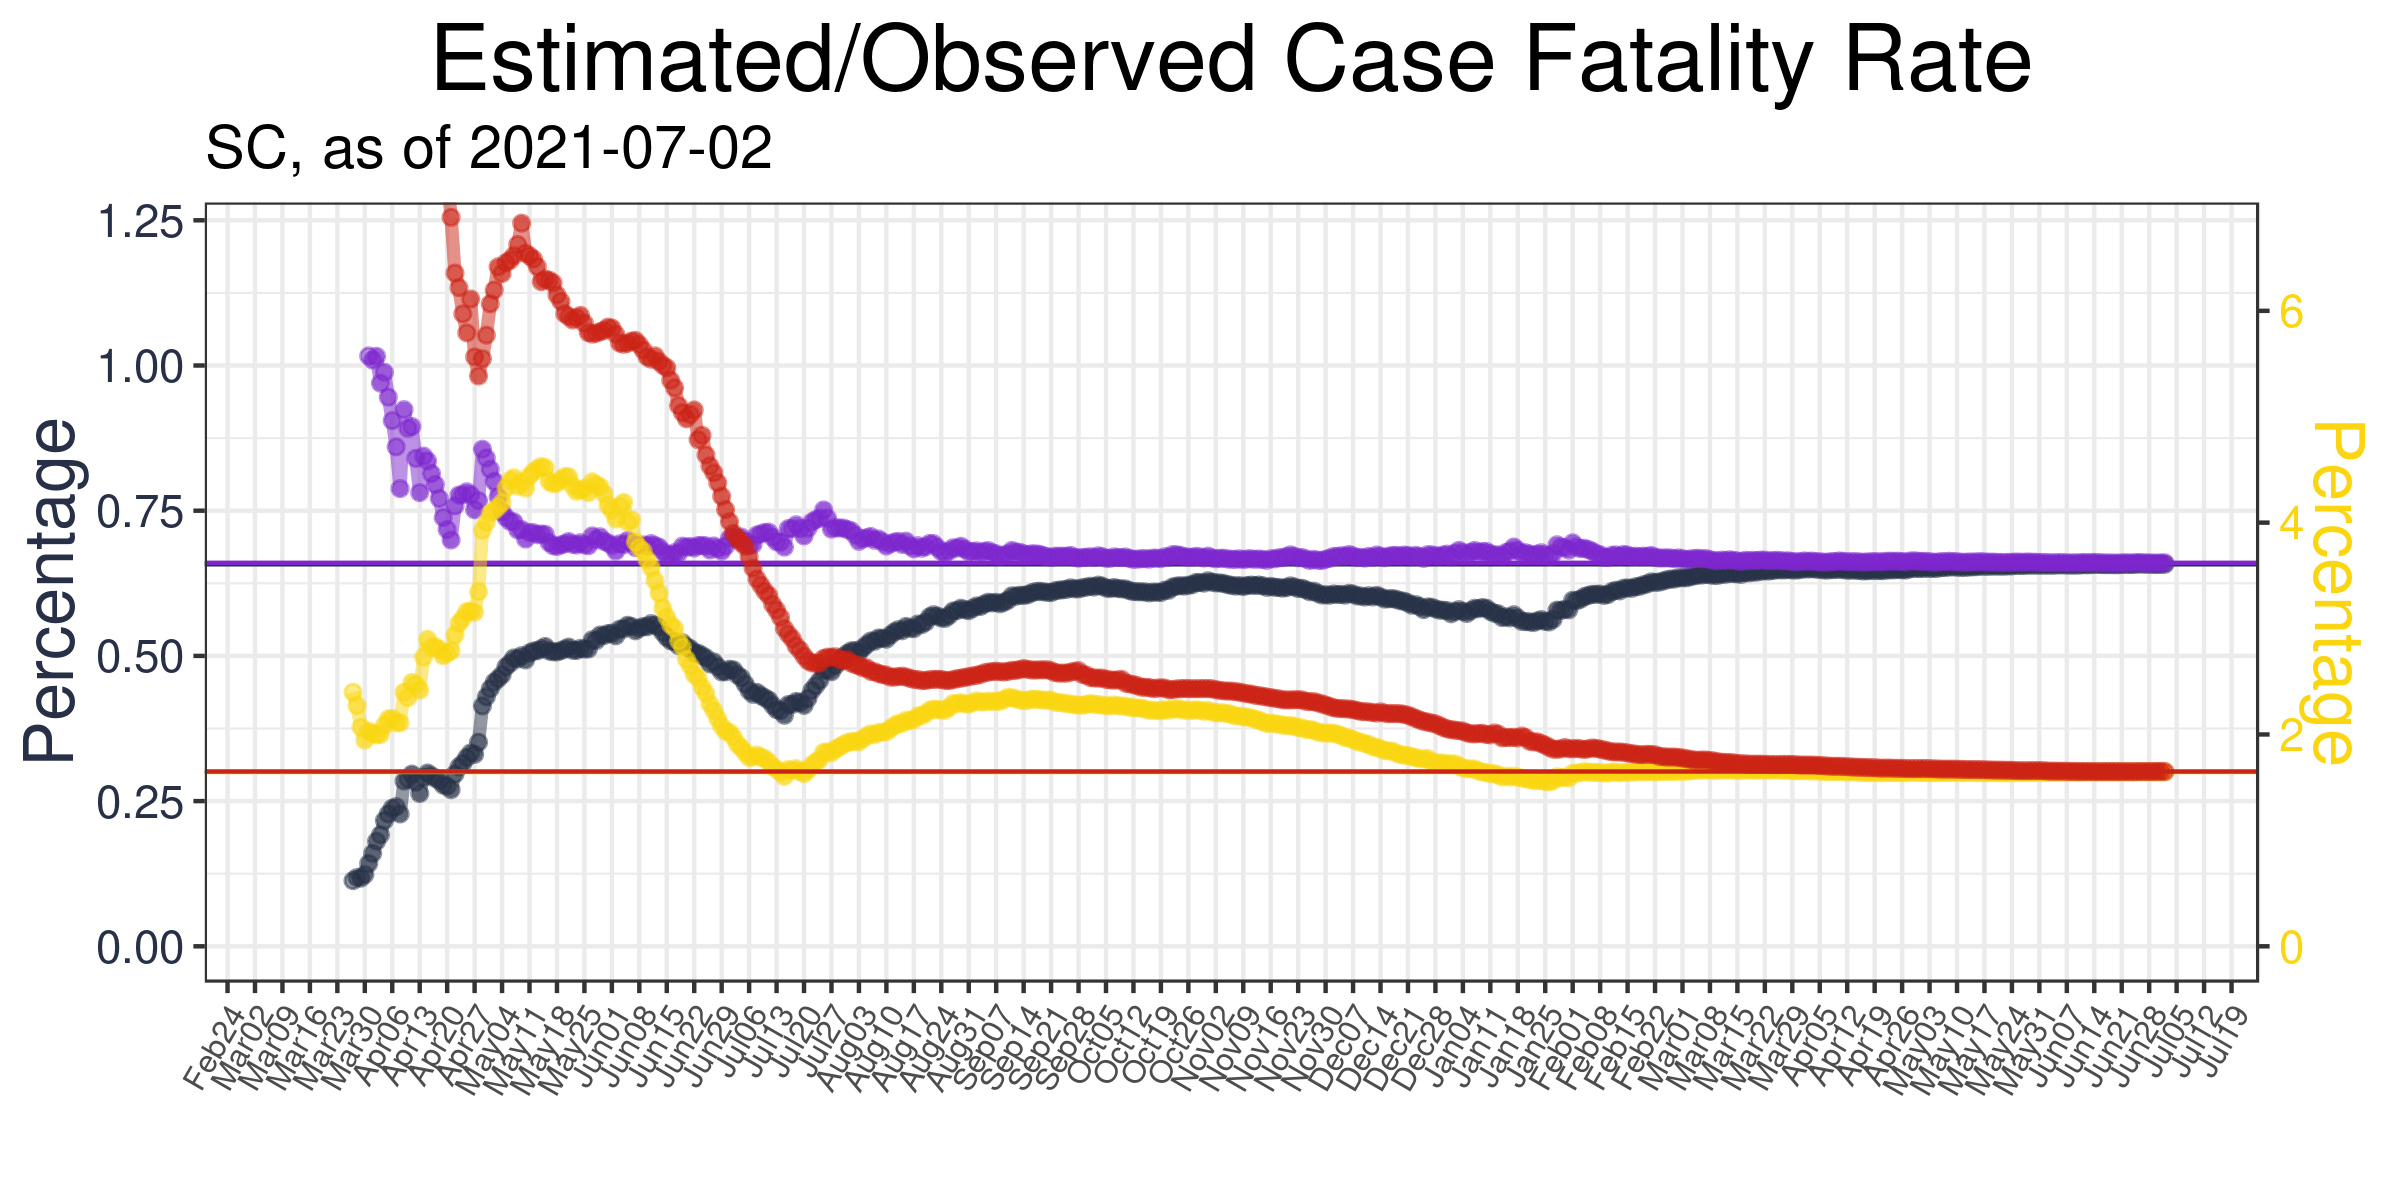 Estimated/Observed Case Fatality Rate
SC, as of 2021-07-02
Percentage
1.25
1.00
0.75
0.50
0.25
0.00
6
4
2
0
Percentage
Feb24
Mar02
Mar09
Mar16
Mar23
Mar30
Apr06
Apr13
Apr20
Apr27
May04
May11
May18
May25
Jun01
Jun08
Jun15
Jun22
Jun29
Jul06
Jul13
Jul20
Jul27
Aug03
Aug10
Aug17
Aug24
Aug31
Sep07
Sep14
Sep21
Sep28
Oct05
Oct12
Oct19
Oct26
Nov02
Nov09
Nov16
Nov23
Nov30
Dec07
Dec14
Dec21
Dec28
Jan04
Jan11
Jan18
Jan25
Feb01
Feb08
Feb15
Feb22
Mar01
Mar08
Mar15
Mar22
Mar29
Apr05
Apr12
Apr19
Apr26
May03
May10
May17
May24
May31
Jun07
Jun14
Jun21
Jun28
Jul05
Jul12
Jul19